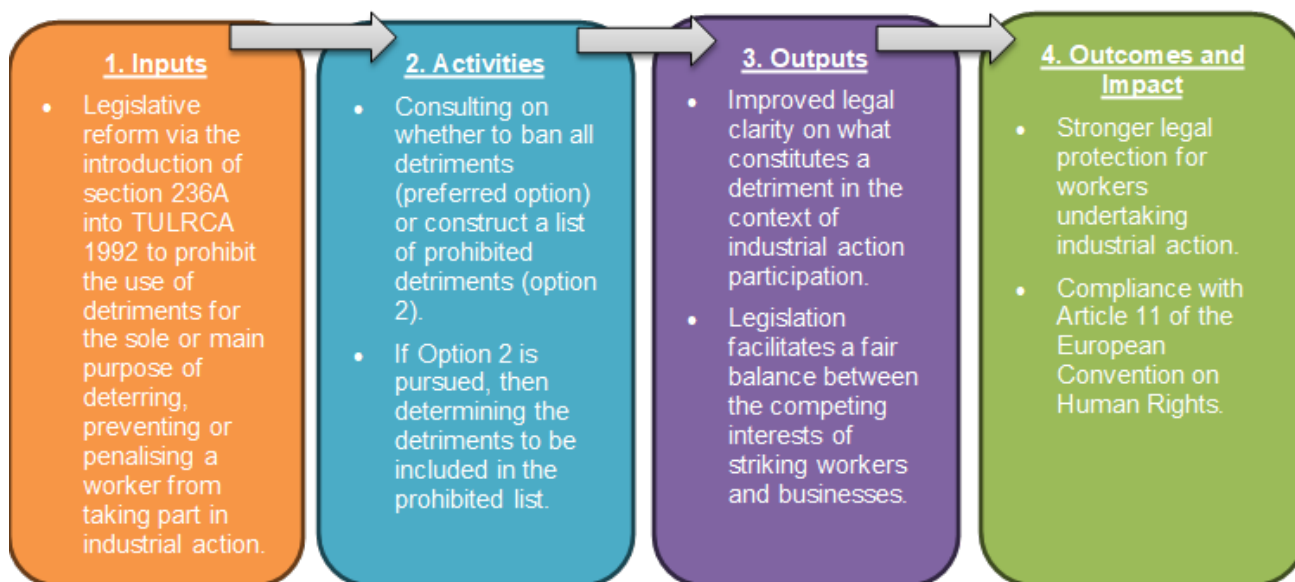 1. Inputs
• Legislative
reform via the
introduction of
section 236A
into TULRCA
1992 to prohibit
the use of
detriments for
the sole or main
purpose of
deterring,
preventing or
penalising a
worker from
taking part in
industrial action.
2. Activities
• Consulting on
whether to ban all
detriments
(preferred option)
or construct a list
of prohibited
detriments (option
2).
• If Option 2 is
pursued, then
determining the
detriments to be
included in the
prohibited list.
3. Outputs
• Improved legal
clarity on what
constitutes a
detriment in the
context of
industrial action
participation.
• Legislation
facilitates a fair
balance between
the competing
interests of
striking workers
and businesses.
4. Outcomes and
Impact
• Stronger legal
protection for
workers
undertaking
industrial action.
• Compliance with
Article 11 of the
European
Convention on
Human Rights.